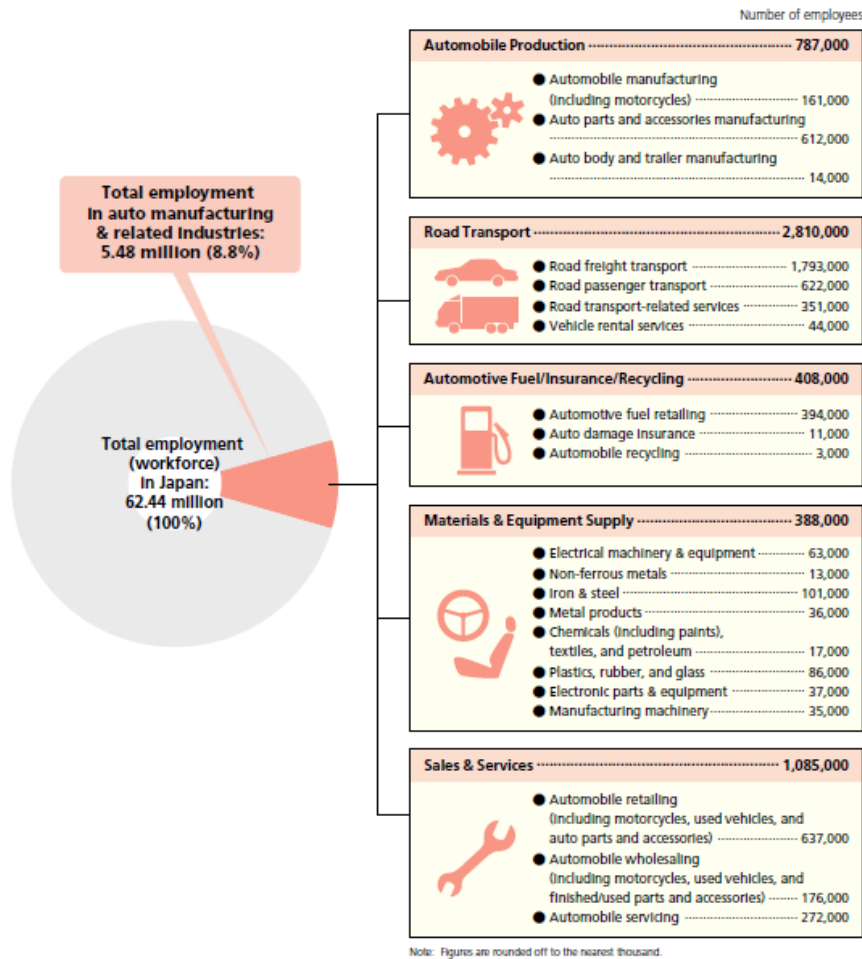 Number of employees
Total employment
in auto manufacturing
& related industries:
5.48 million (8.8%)
Total employment
(workforce)
in Japan:
62.44 million
(100%)
Automobile Production 787,000
● Automobile manufacturing
(including motorcycles) 161,000
● Auto parts and accessories manufacturing
612,000
● Auto body and trailer manufacturing
14,000
Road Transport 2,810,000
● Road freight transport 1,793,000
● Road passenger transport 622,000
● Road transport-related services 351,000
● Vehicle rental services 44,000
Automotive Fuel/Insurance/Recycling 408,000
● Automotive fuel retailing 394,000
● Auto damage insurance 11,000
● Automobile recycling 3,000
Materials & Equipment Supply 388,000
● Electrical machinery & equipment 63,000
● Non-ferrous metals 13,000
● Iron & steel 101,000
● Metal products 36,000
● Chemicals (including paints),
textiles, and petroleum 17,000
● Plastics, rubber, and glass 86,000
● Electronic parts & equipment 37,000
● Manufacturing machinery 35,000
Sales & Services 1,085,000
● Automobile retailing
(including motorcycles, used vehicles, and
auto parts and accessories) 637,000
● Automobile wholesaling
(including motorcycles, used vehicles, and
finished/used parts and accessories) 176,000
● Automobile servicing 272,000
Note: Figures are rounded off to the nearest thousand.